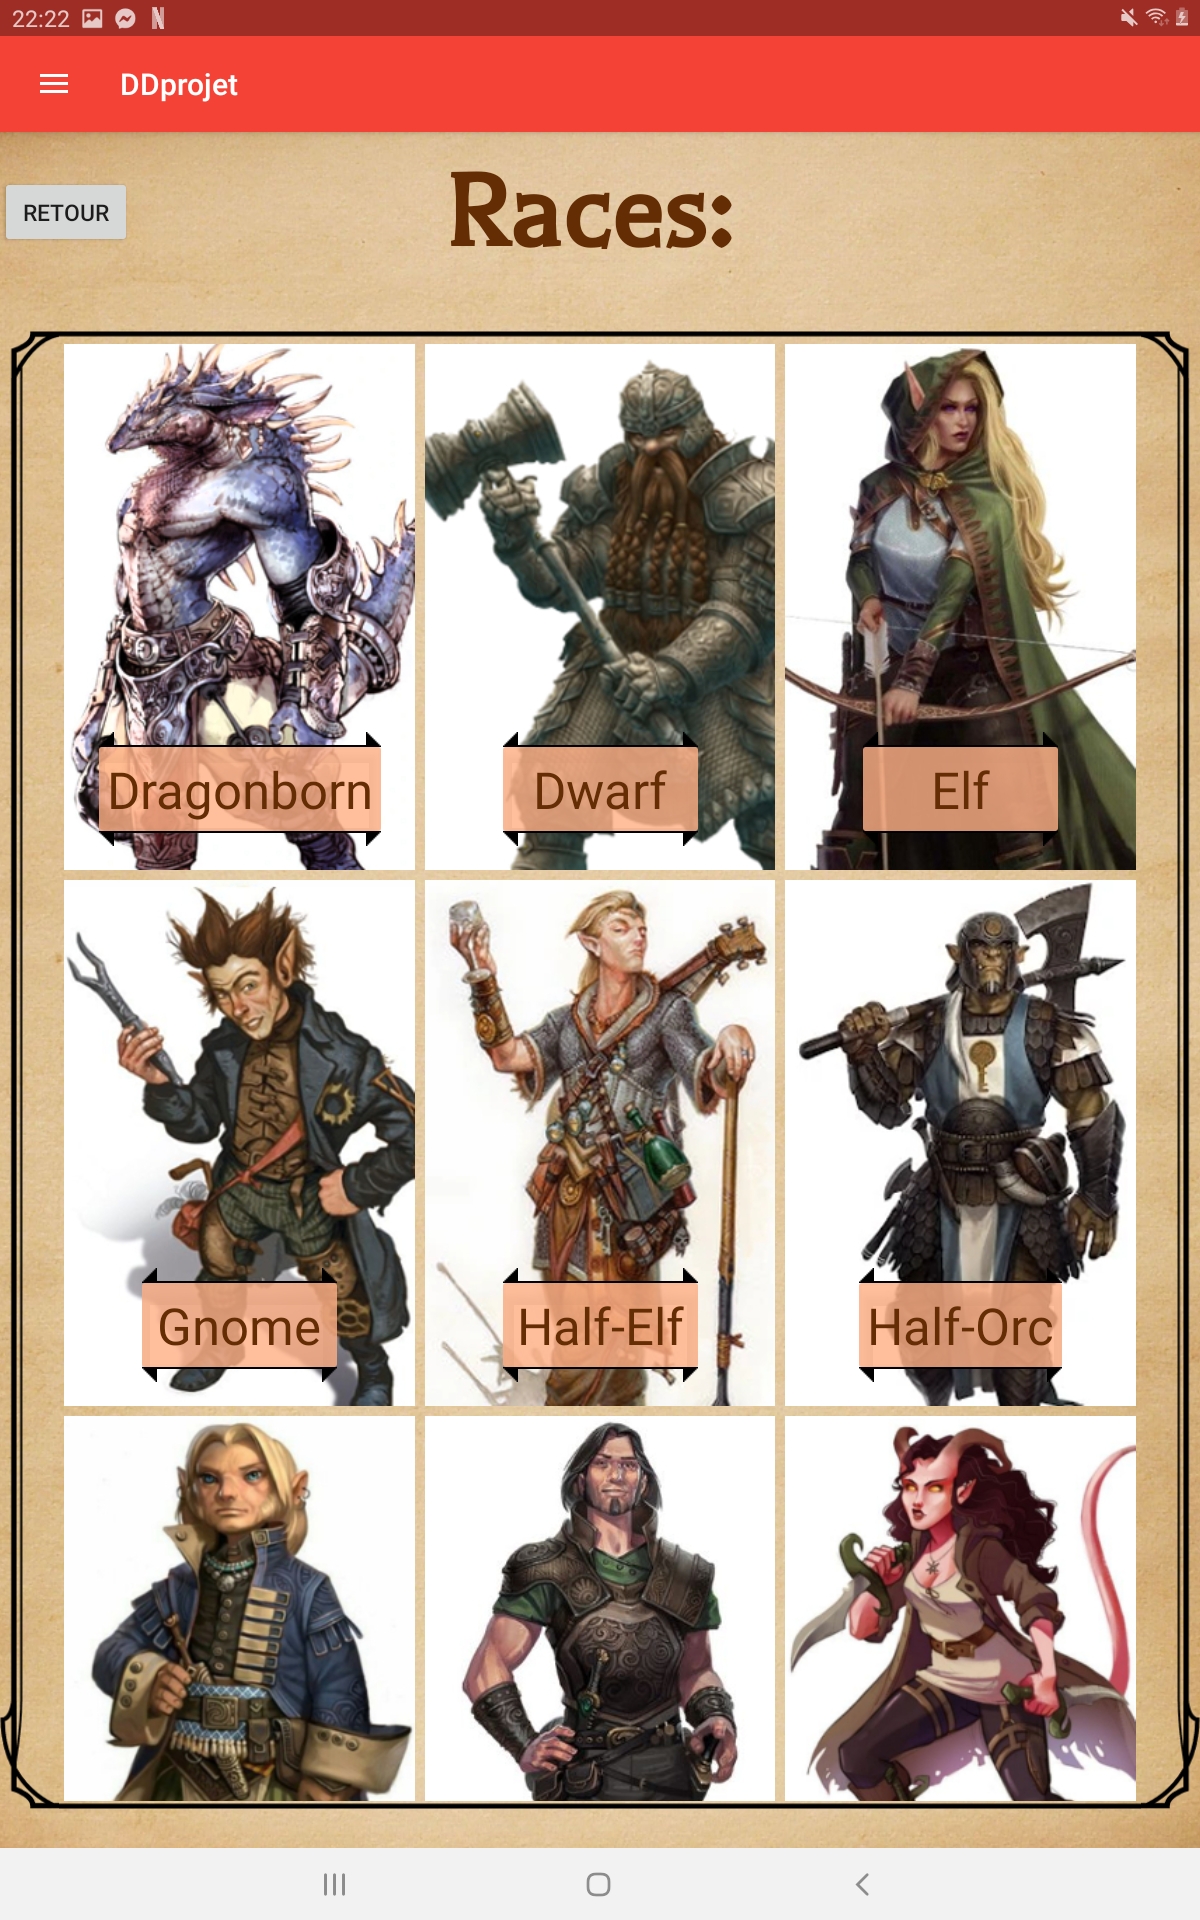 22:22
DDprojet
RETOUR
Races:
Dragonborn
Dwarf
Elf
Gnome
Half-Elf
Half-Orc